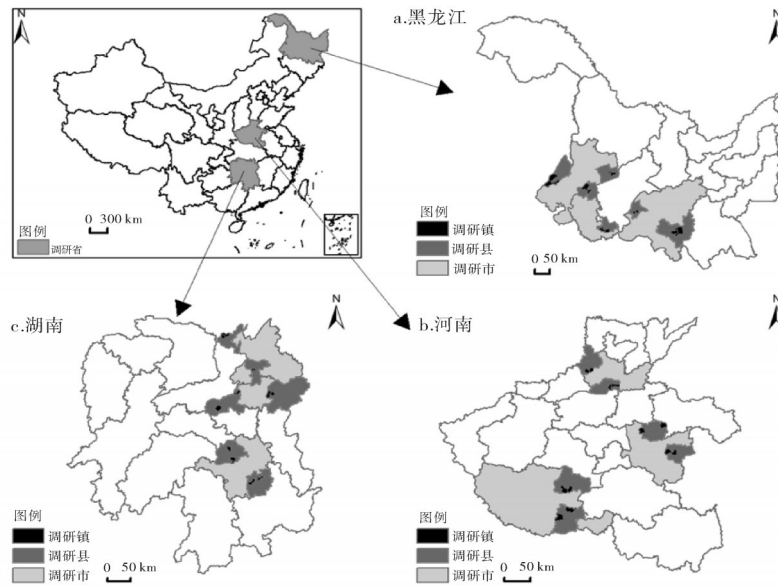 N
图例
0 300 km
调研省
a.黑龙江
N
图例
调研镇
调研县
调研市
0 50 km
c.湖南
N
图例
调研镇
调研县
调研市
0 50 km
b.河南
N
图例
调研镇
调研县
调研市
0 50 km